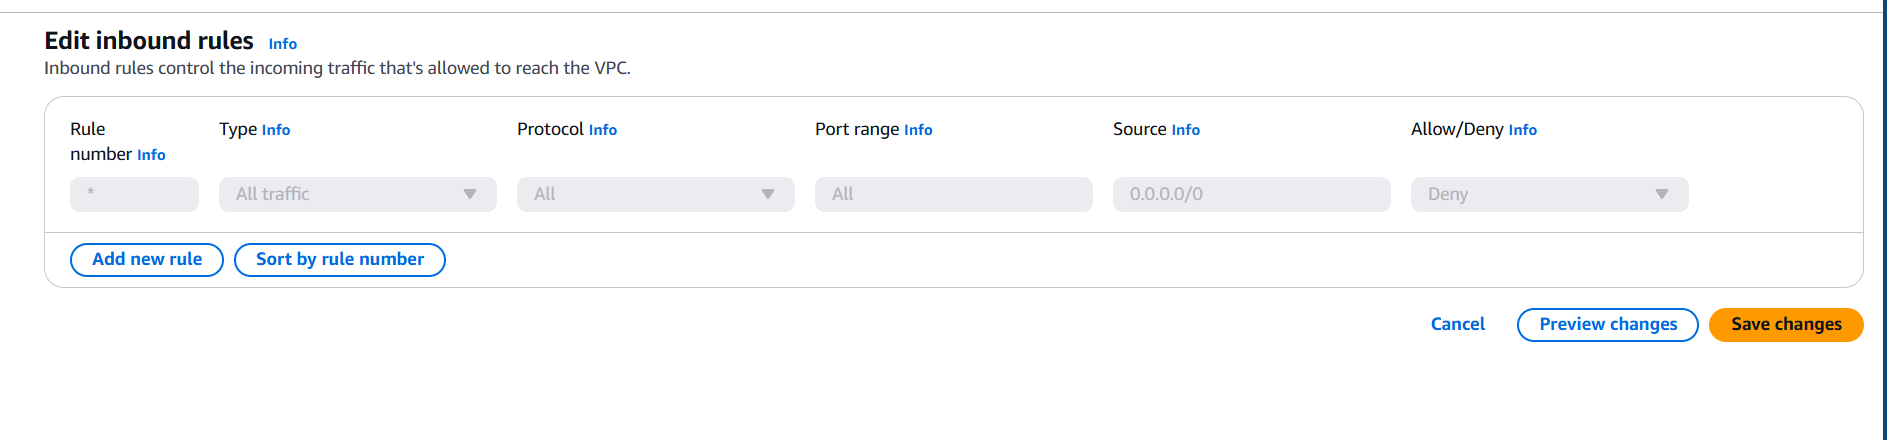 Edit inbound rules Info
Inbound rules control the incoming traffic that's allowed to reach the VPC.
Rule number Info
Type Info
Protocol Info
Port range Info
Source Info
Allow/Deny Info
*
All traffic
All
All
0.0.0.0/0
Deny
Add new rule
Sort by rule number
Cancel
Preview changes
Save changes